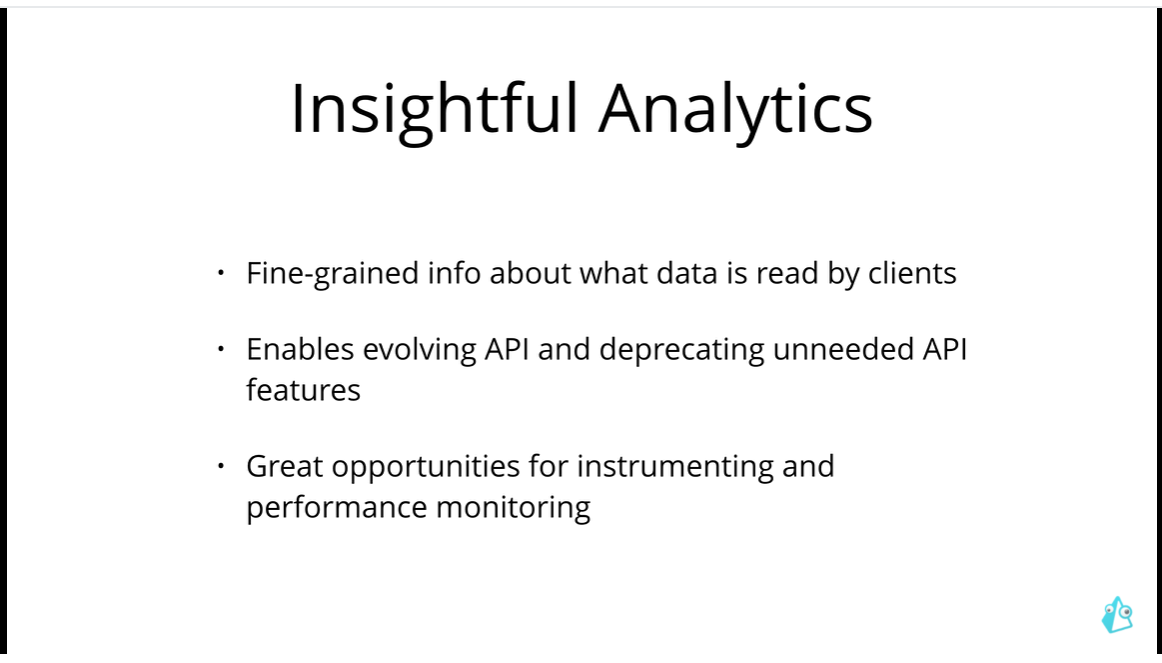 Insightful Analytics
• Fine-grained info about what data is read by clients
• Enables evolving API and deprecating unneeded API
features
• Great opportunities for instrumenting and
performance monitoring